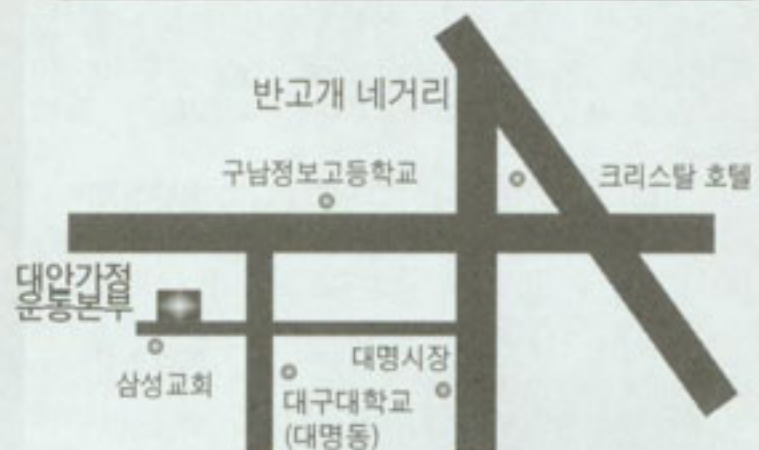 반고개 네거리
구남정보고등학교
크리스탈 호텔
대안가정
운동본부
삼성교회
대명시장
대구대학교
(대명동)